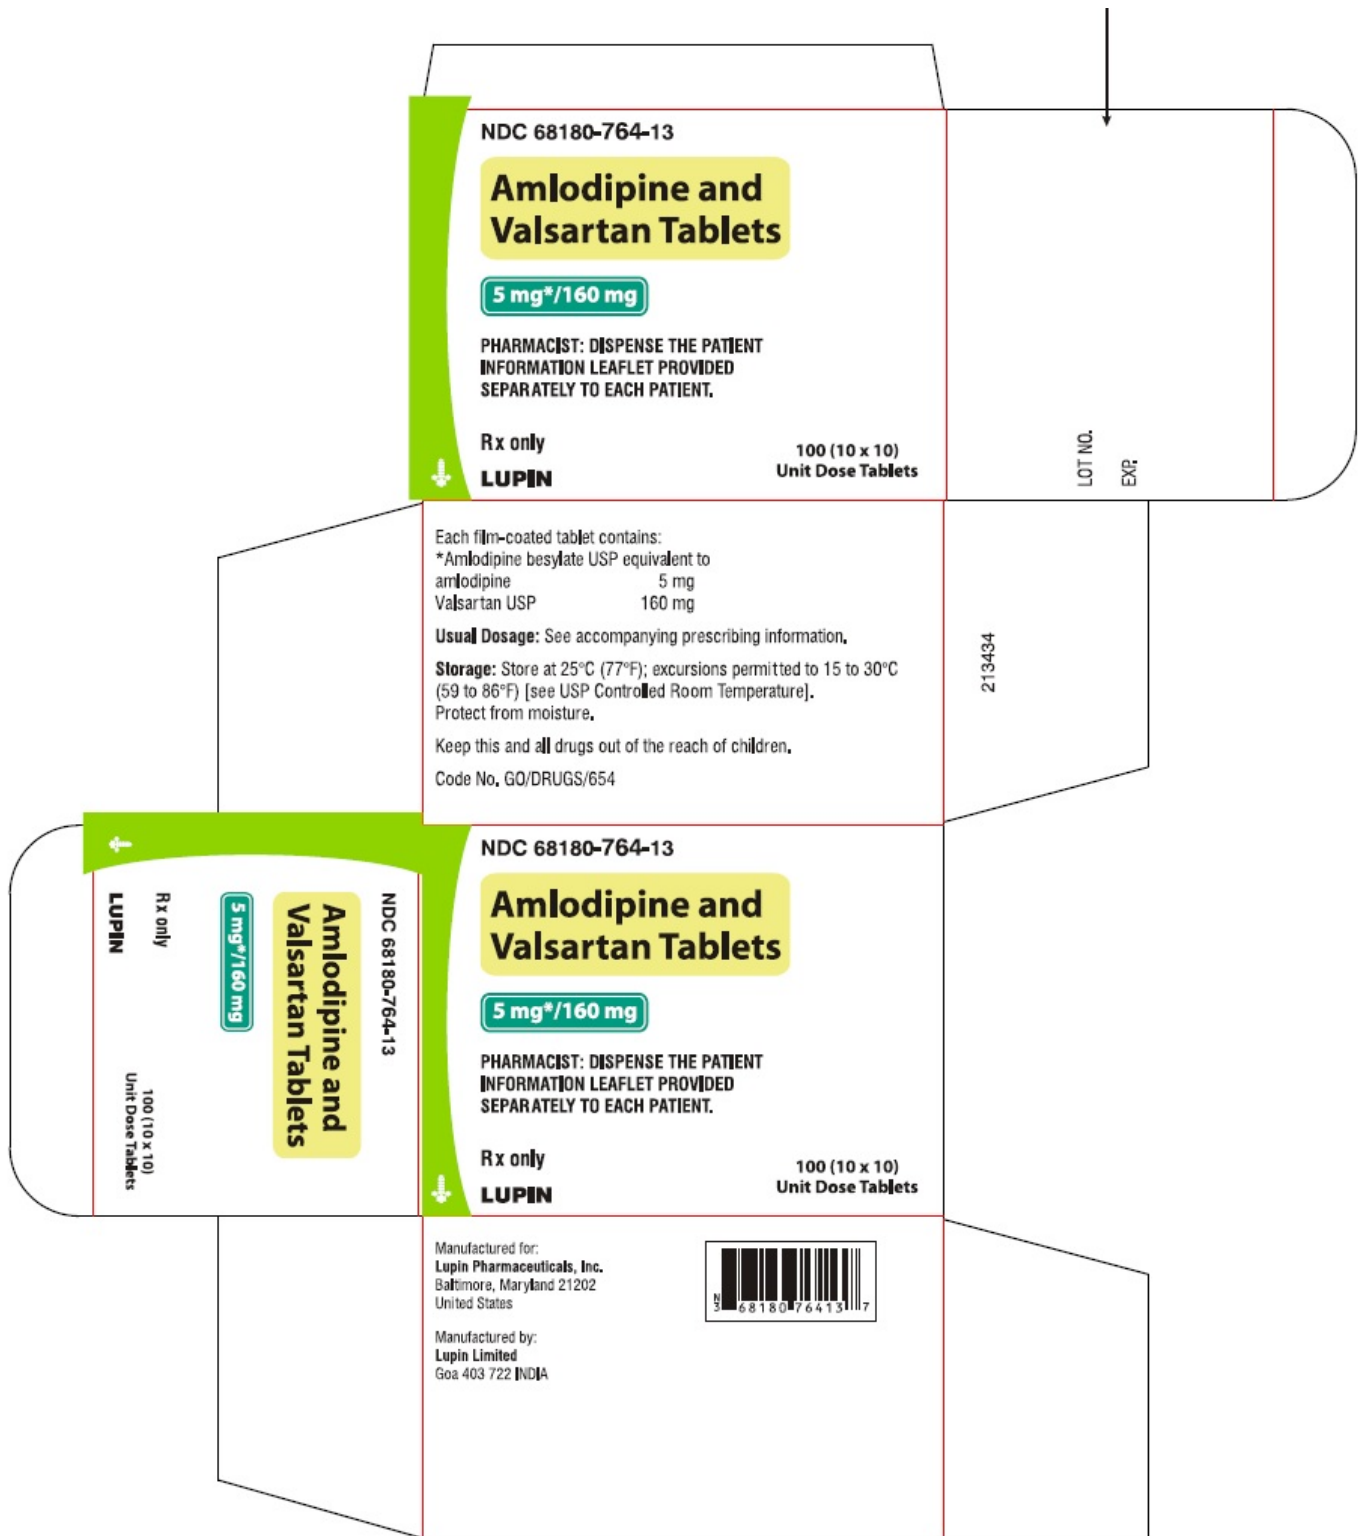 NDC 68180-764-13
Amlodipine and
Valsartan Tablets
5 mg*/160 mg
PHARMACIST: DISPENSE THE PATIENT
INFORMATION LEAFLET PROVIDED
SEPARATELY TO EACH PATIENT.
Rx only
LUPIN
100 (10 x 10)
Unit Dose Tablets
LOT NO.
EXP.
Each film-coated tablet contains:
*Amlodipine besylate USP equivalent to
amlodipine 5 mg
Valsartan USP 160 mg
Usual Dosage: See accompanying prescribing information.
Storage: Store at 25°C (77°F); excursions permitted to 15 to 30°C
(59 to 86°F) [see USP Controlled Room Temperature].
Protect from moisture.
Keep this and all drugs out of the reach of children.
Code No. GO/DRUGS/654
213434
NDC 68180-764-13
Amlodipine and
Valsartan Tablets
5 mg*/160 mg
Rx only
LUPIN
100 (10 x 10)
Unit Dose Tablets
NDC 68180-764-13
Amlodipine and
Valsartan Tablets
5 mg*/160 mg
PHARMACIST: DISPENSE THE PATIENT
INFORMATION LEAFLET PROVIDED
SEPARATELY TO EACH PATIENT.
Rx only
LUPIN
100 (10 x 10)
Unit Dose Tablets
Manufactured for:
Lupin Pharmaceuticals, Inc.
Baltimore, Maryland 21202
United States
Manufactured by:
Lupin Limited
Goa 403 722 INDIA
N
3 68180 76413 7